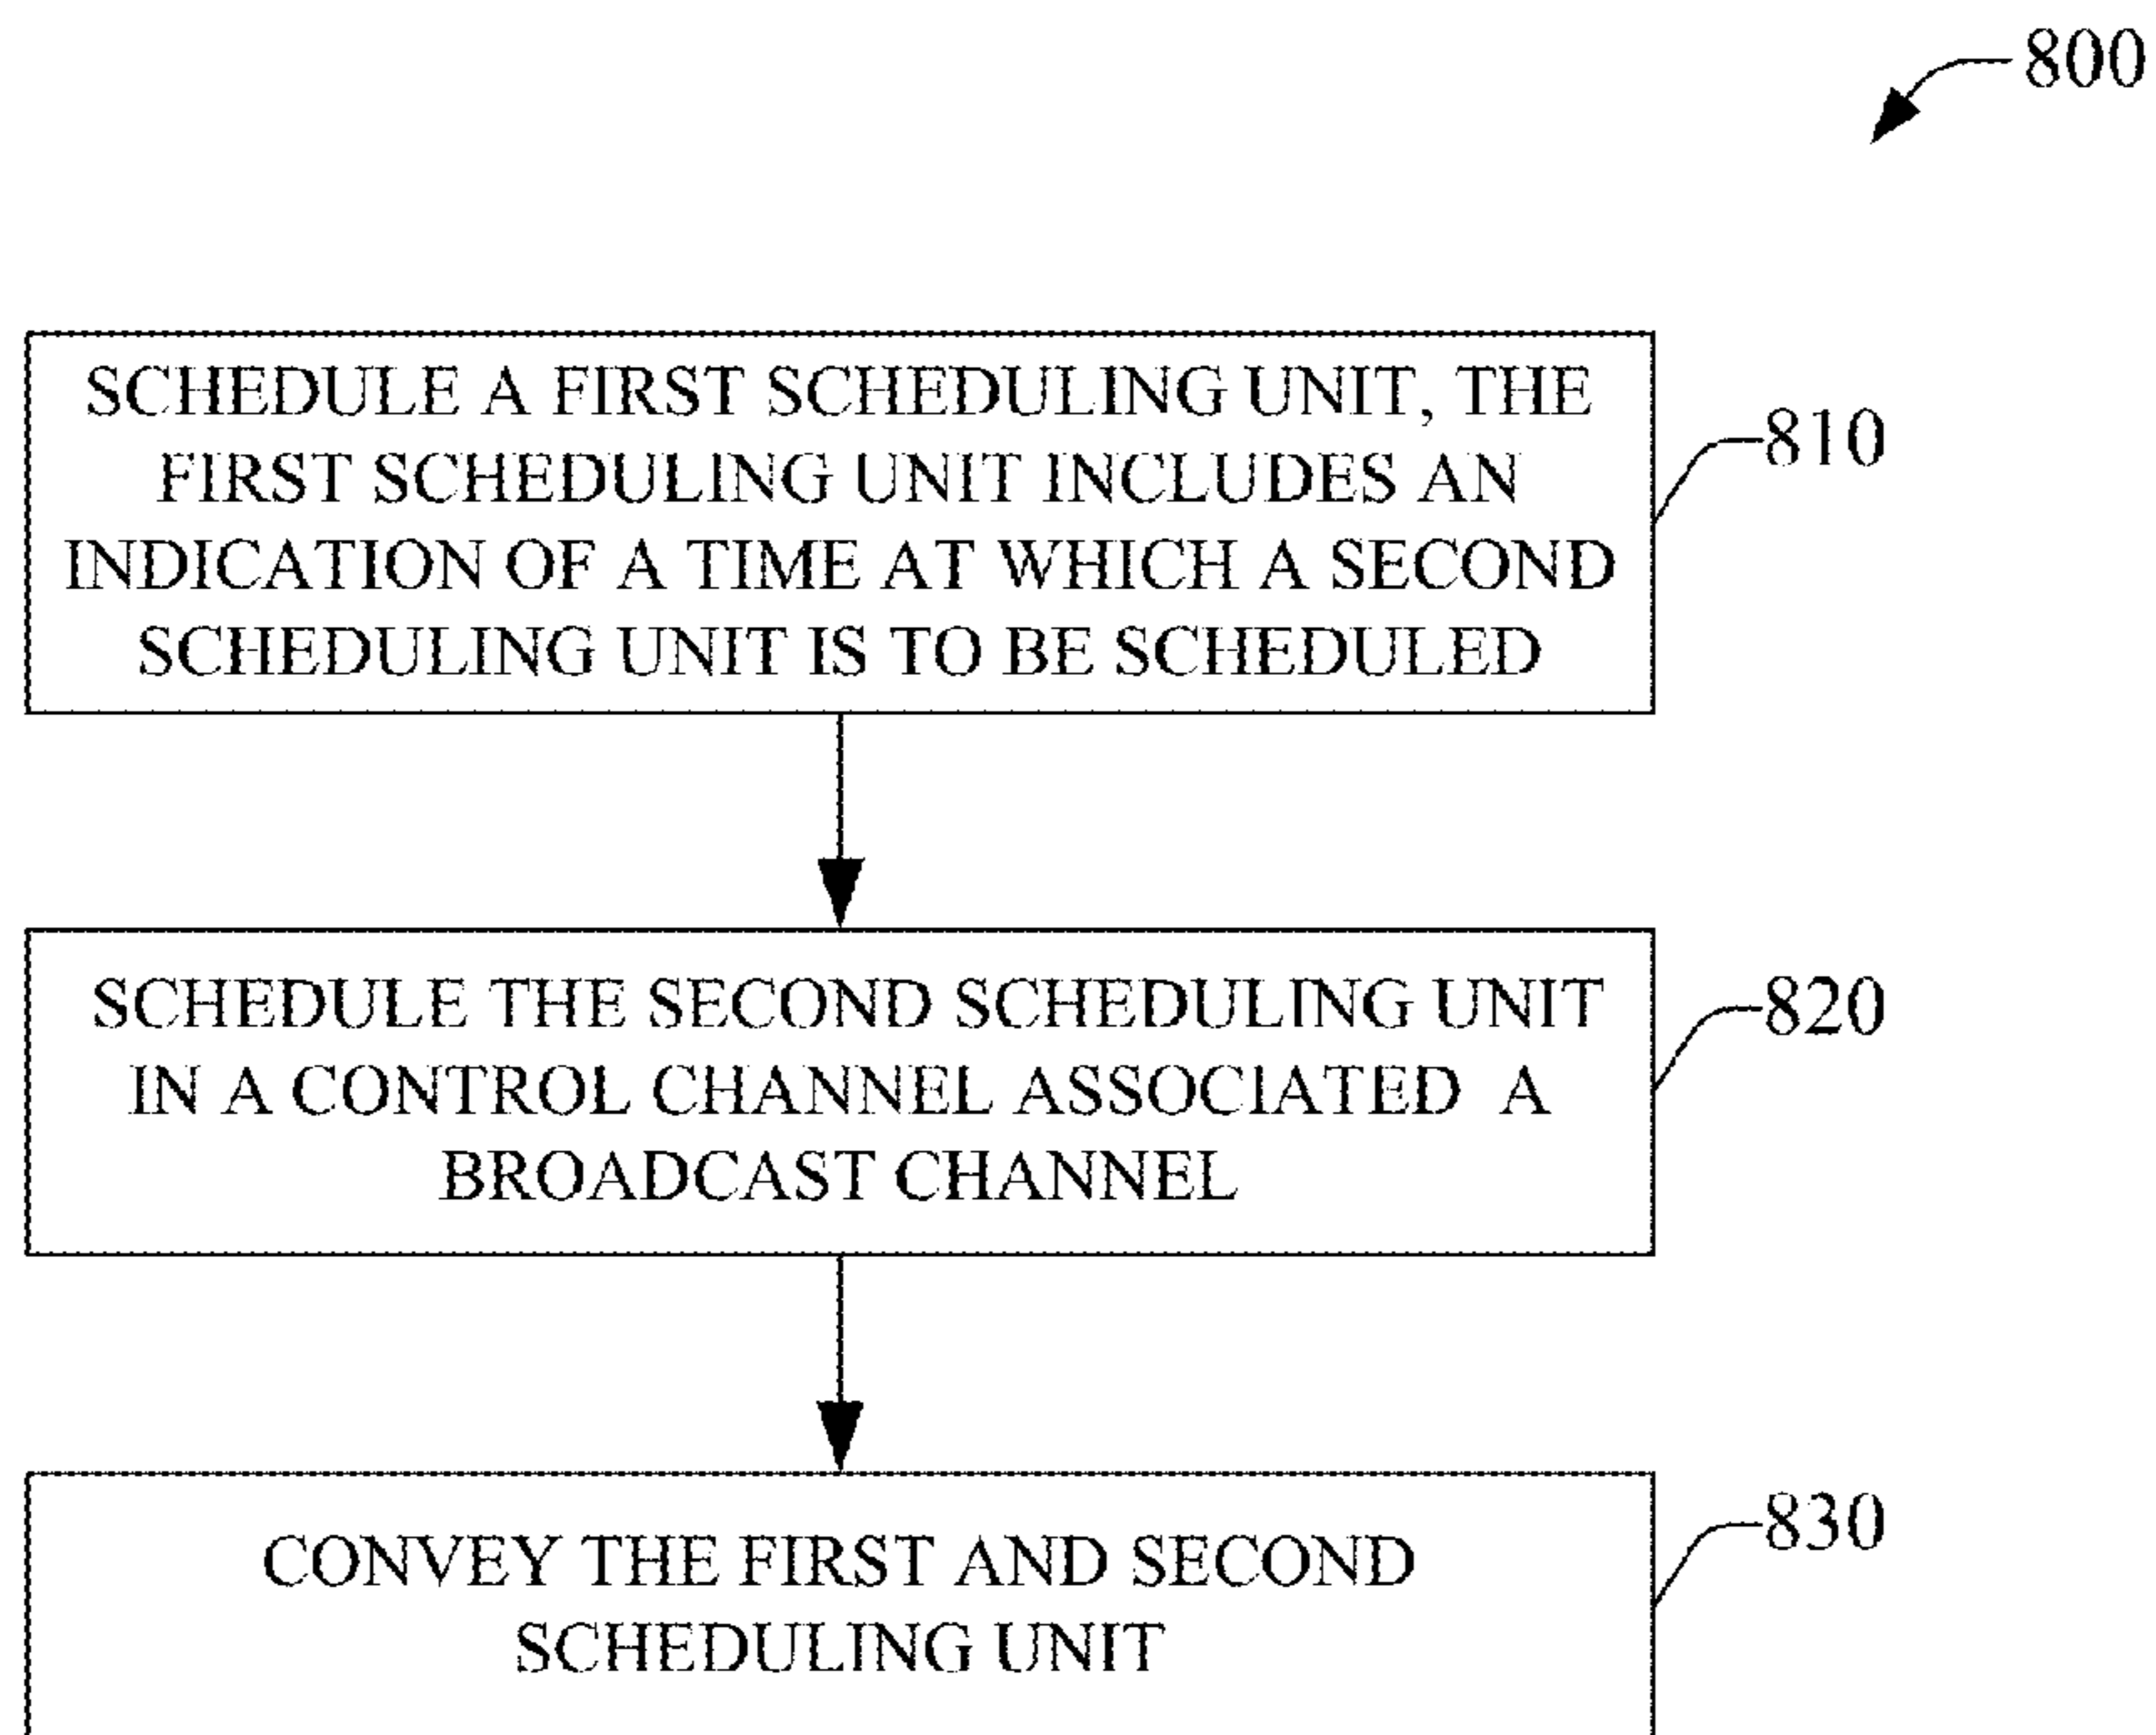 800
SCHEDULE A FIRST SCHEDULING UNIT, THE
FIRST SCHEDULING UNIT INCLUDES AN
INDICATION OF A TIME AT WHICH A SECOND
SCHEDULING UNIT IS TO BE SCHEDULED
810
SCHEDULE THE SECOND SCHEDULING UNIT
IN A CONTROL CHANNEL ASSOCIATED A
BROADCAST CHANNEL
820
CONVEY THE FIRST AND SECOND
SCHEDULING UNIT
830